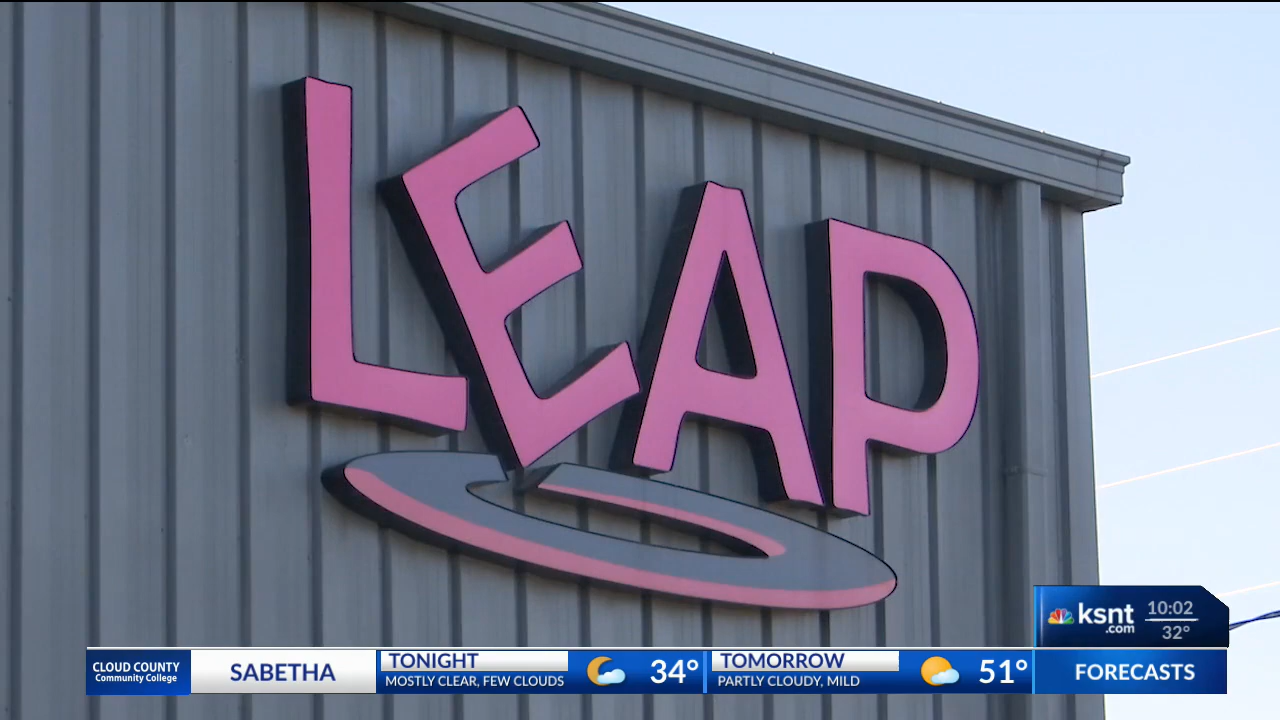 LEAP
ksnt
.com
10:02
32°
CLOUD COUNTY
Community College
SABETHA
TONIGHT
MOSTLY CLEAR, FEW CLOUDS
34°
TOMORROW
PARTLY CLOUDY, MILD
51°
FORECASTS